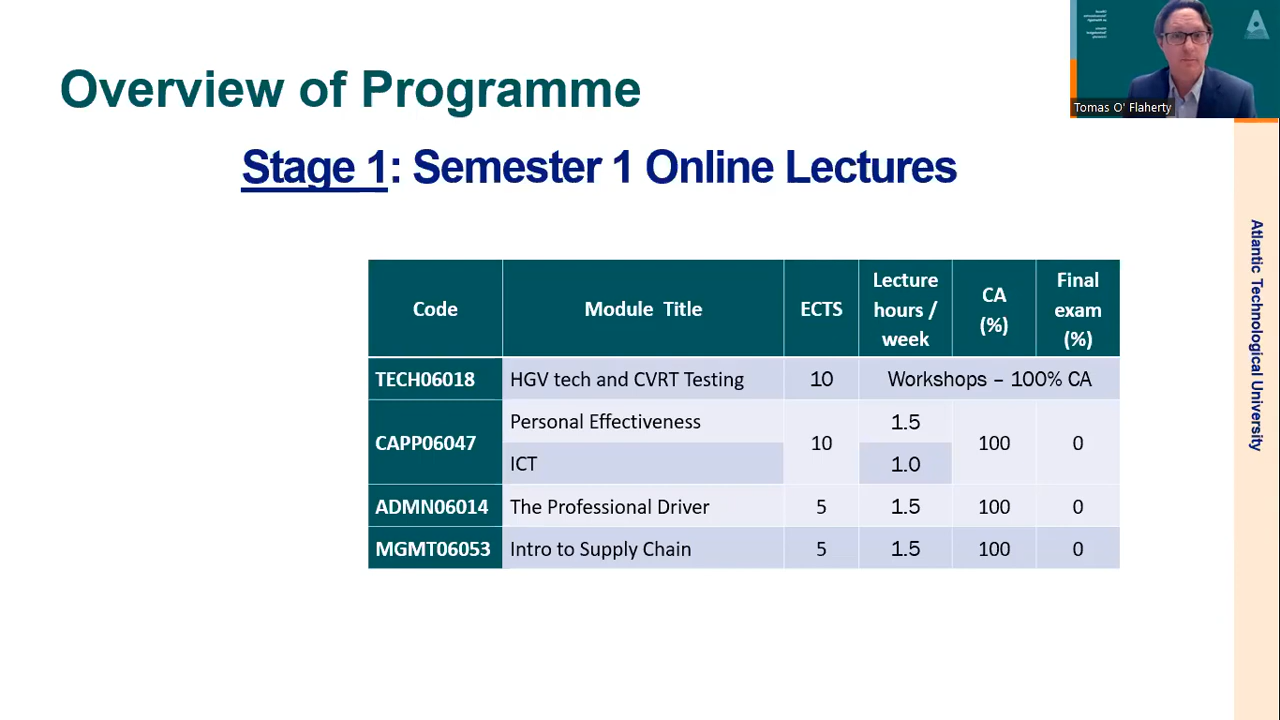 Overview of Programme
Stage 1: Semester 1 Online Lectures
Tomas O' Flaherty
Atlantic Technological University
Code Module Title ECTS Lecture hours / week CA (%) Final exam (%)
TECH06018 HGV tech and CVRT Testing 10 Workshops – 100% CA
CAPP06047 Personal Effectiveness 10 1.5 100 0
ICT 1.0
ADMN06014 The Professional Driver 5 1.5 100 0
MGMT06053 Intro to Supply Chain 5 1.5 100 0